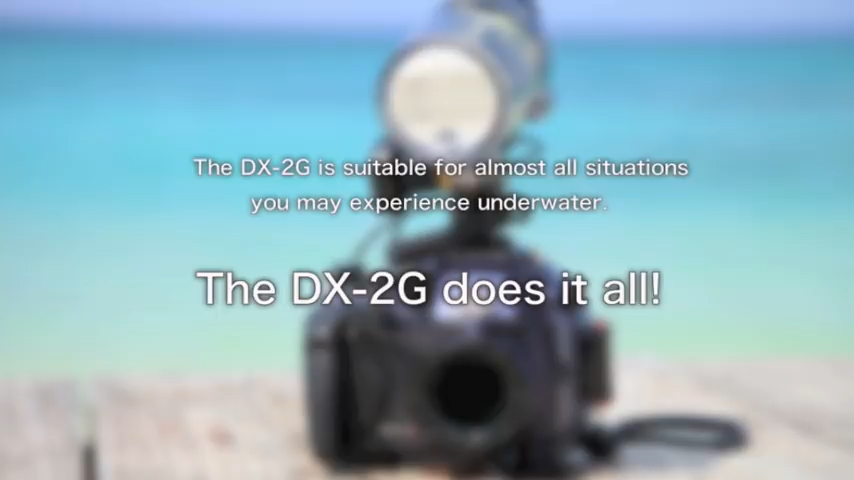 The DX-2G is suitable for almost all situations
you may experience underwater.
The DX-2G does it all!